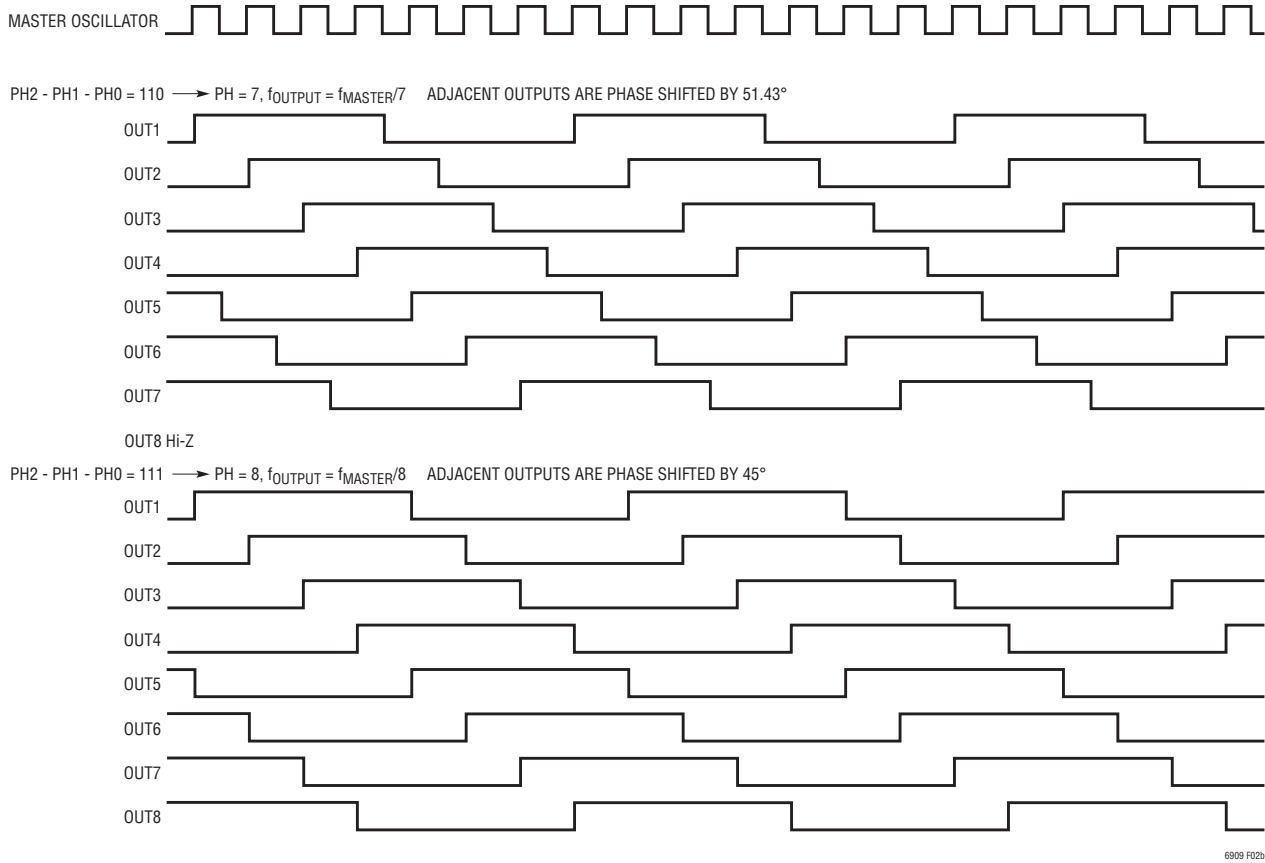 MASTER OSCILLATOR
PH2 - PH1 - PH0 = 110 → PH = 7, fOUTPUT = fMASTER/7 ADJACENT OUTPUTS ARE PHASE SHIFTED BY 51.43°
OUT1
OUT2
OUT3
OUT4
OUT5
OUT6
OUT7
OUT8 Hi-Z
PH2 - PH1 - PH0 = 111 → PH = 8, fOUTPUT = fMASTER/8 ADJACENT OUTPUTS ARE PHASE SHIFTED BY 45°
OUT1
OUT2
OUT3
OUT4
OUT5
OUT6
OUT7
OUT8
6909 F02b